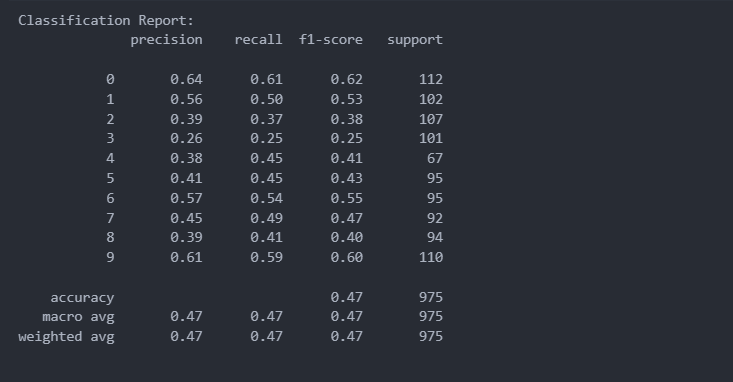 Classification Report:
precision recall f1-score support
0 0.64 0.61 0.62 112
1 0.56 0.50 0.53 102
2 0.39 0.37 0.38 107
3 0.26 0.25 0.25 101
4 0.38 0.45 0.41 67
5 0.41 0.45 0.43 95
6 0.57 0.54 0.55 95
7 0.45 0.49 0.47 92
8 0.39 0.41 0.40 94
9 0.61 0.59 0.60 110
accuracy 0.47 975
macro avg 0.47 0.47 0.47 975
weighted avg 0.47 0.47 0.47 975